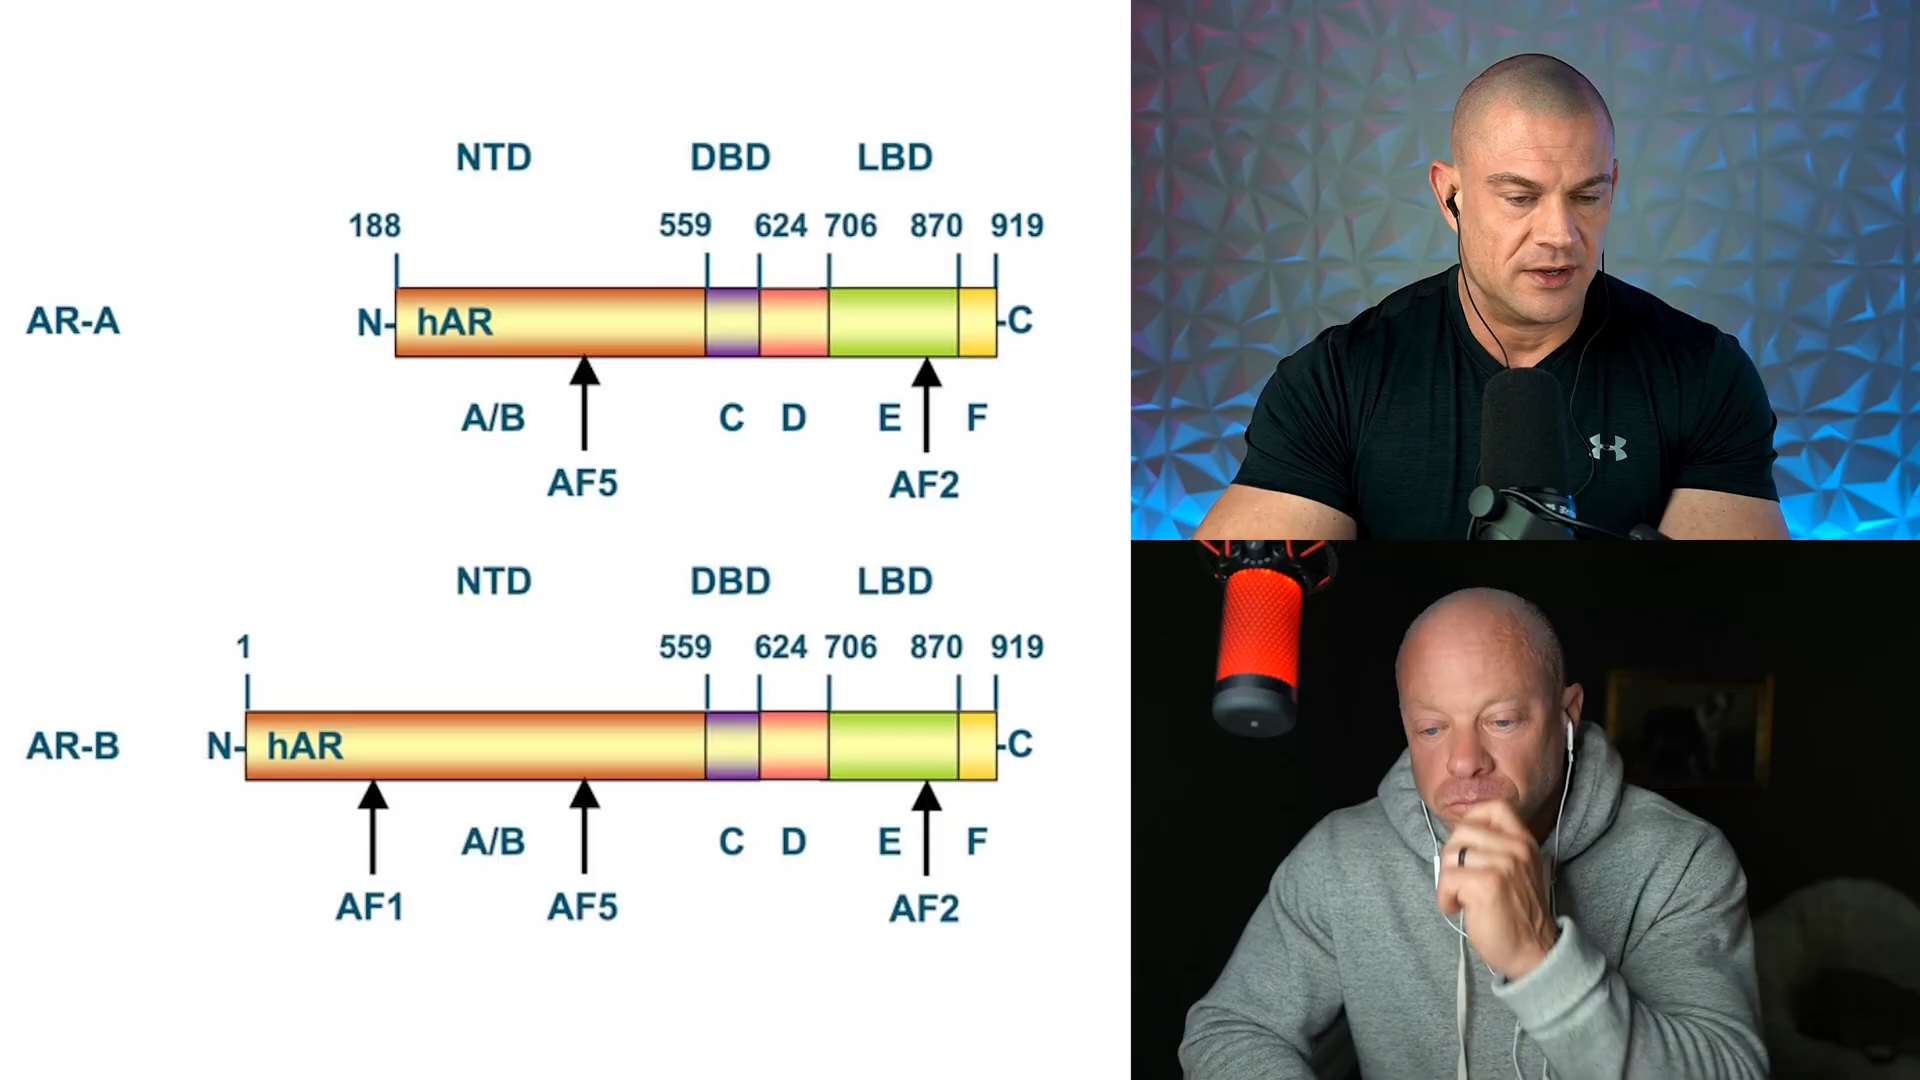 NTD DBD LBD
188 559 624 706 870 919
AR-A N- hAR -C
A/B C D E F
AF5 AF2
NTD DBD LBD
1 559 624 706 870 919
AR-B N- hAR -C
A/B C D E F
AF1 AF5 AF2